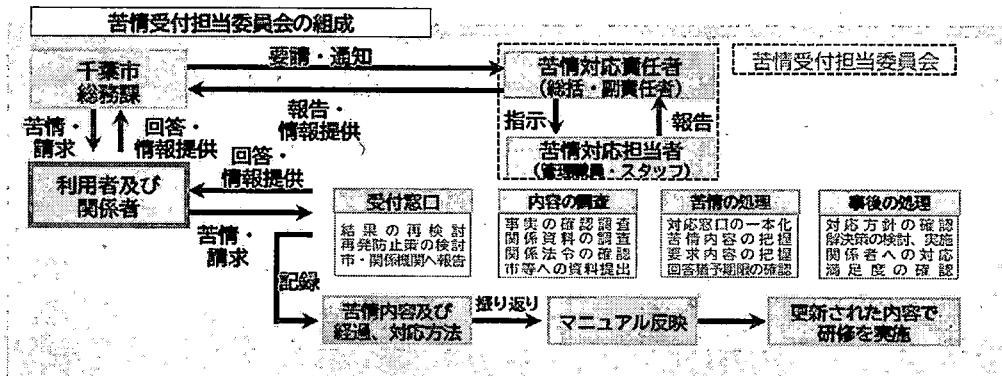 苦情受付担当委員会の組成
要請・通知
千葉市
総務課
報告・
情報提供
苦情対応責任者
(総括・副責任者)
苦情受付担当委員会
指示
報告
苦情対応担当者
(管理職員・スタッフ)
苦情・
請求
回答・
情報提供
回答・
情報提供
利用者及び
関係者
苦情・
請求
受付窓口
結果の再検討
再発防止策の検討
市・関係機関へ報告
内容の調査
事実の確認調査
関係資料の調査
関係法令の確認
市等への資料提出
苦情の処理
対応窓口の一本化
苦情内容の把握
要求内容の把握
回答猶予期限の確認
事後の処理
対応方針の確認
解決策の検討、実施
関係者への対応
満足度の確認
記録
苦情内容及び
経過、対応方法
振り返り
マニュアル反映
更新された内容で
研修を実施